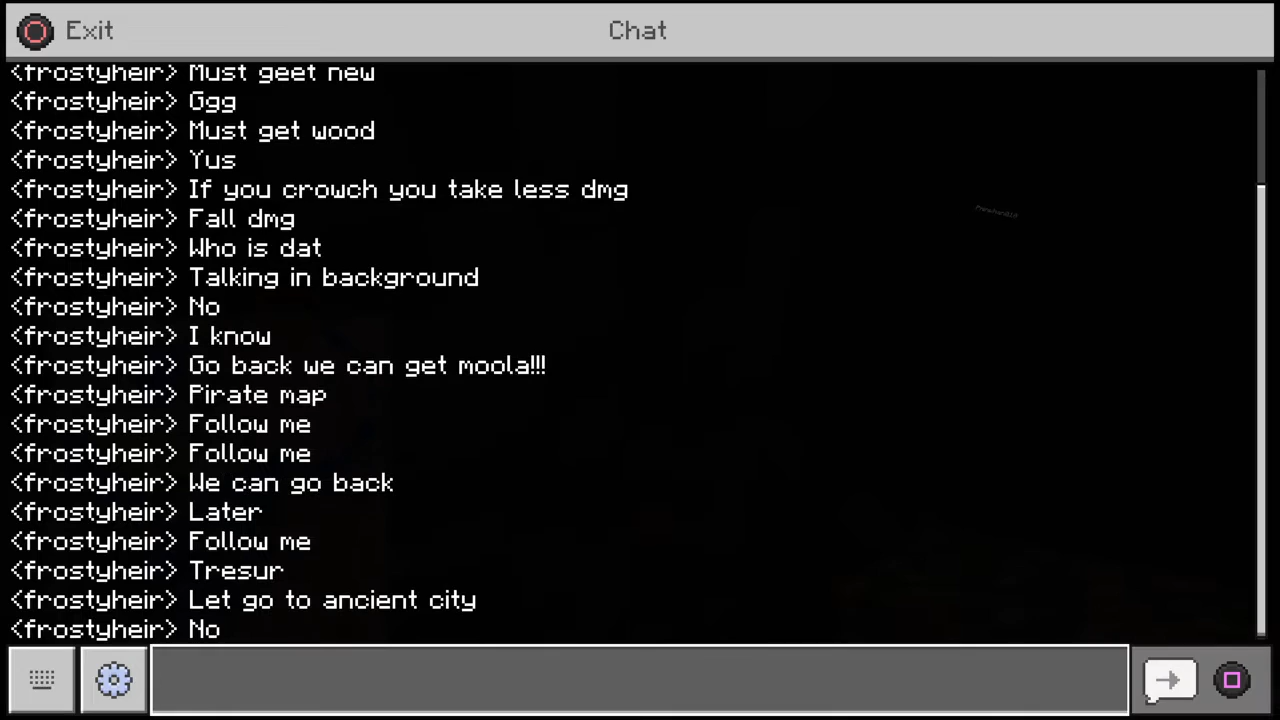 Exit
Chat
<frostyheir> Must geet new
<frostyheir> Ggg
<frostyheir> Must get wood
<frostyheir> Yus
<frostyheir> If you crowch you take less dmg
<frostyheir> Fall dmg
<frostyheir> Who is dat
<frostyheir> Talking in background
<frostyheir> No
<frostyheir> I know
<frostyheir> Go back we can get moola!!!
<frostyheir> Pirate map
<frostyheir> Follow me
<frostyheir> Follow me
<frostyheir> We can go back
<frostyheir> Later
<frostyheir> Follow me
<frostyheir> Tresur
<frostyheir> Let go to ancient city
<frostyheir> No